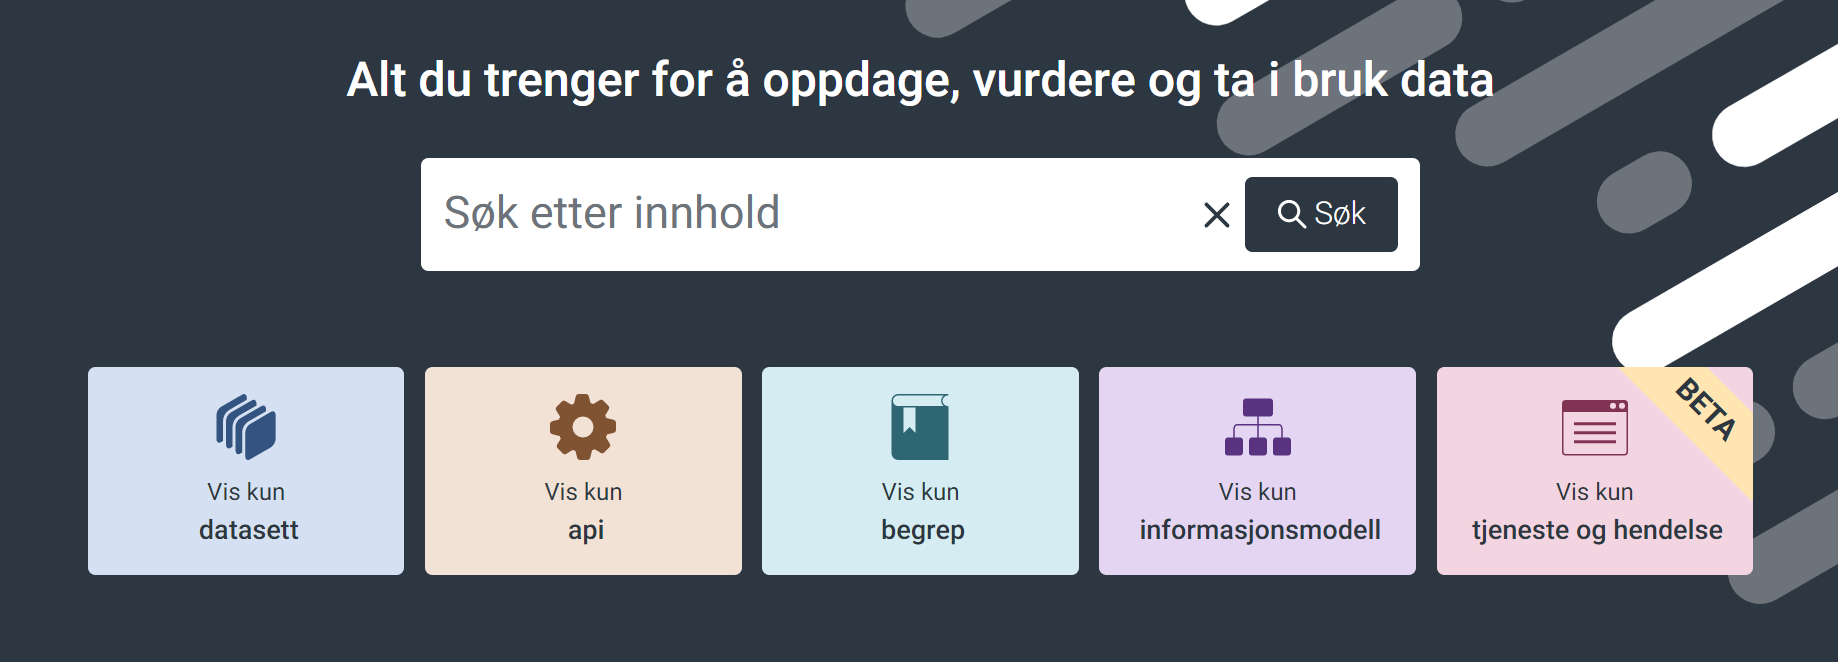 Alt du trenger for å oppdage, vurdere og ta i bruk data
Søk etter innhold
Søk
Vis kun
datasett
Vis kun
api
Vis kun
begrep
Vis kun
informasjonsmodell
BETA
Vis kun
tjeneste og hendelse